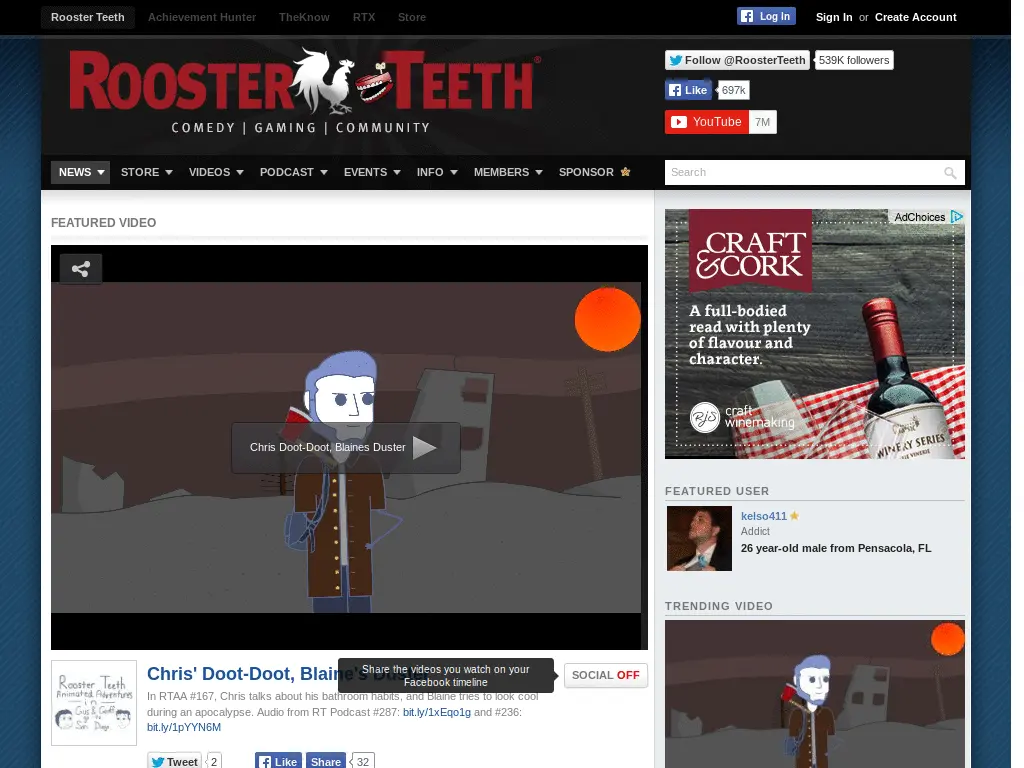 Rooster Teeth Achievement Hunter TheKnow RTX Store Log In Sign In or Create Account
ROOSTER TEETH®
COMEDY | GAMING | COMMUNITY
Follow @RoosterTeeth 539K followers
Like 697k
YouTube 7M
NEWS STORE VIDEOS PODCAST EVENTS INFO MEMBERS SPONSOR
Search
FEATURED VIDEO
Chris Doot-Doot, Blaines Duster
AdChoices
CRAFT
&CORK
A full-bodied
read with plenty
of flavour and
character.
RJS craft
winemaking
WINERY SERIES
FEATURED USER
kelso411
Addict
26 year-old male from Pensacola, FL
TRENDING VIDEO
Rooster Teeth
Animated Adventures
Chris' Doot-Doot, Blaine's
Share the videos you watch on your
Facebook timeline
SOCIAL OFF
In RTAA #167, Chris talks about his bathroom habits, and Blaine tries to look cool
during an apocalypse. Audio from RT Podcast #287: bit.ly/1xEqo1g and #236:
bit.ly/1pYYN6M
Tweet 2 Like Share 32